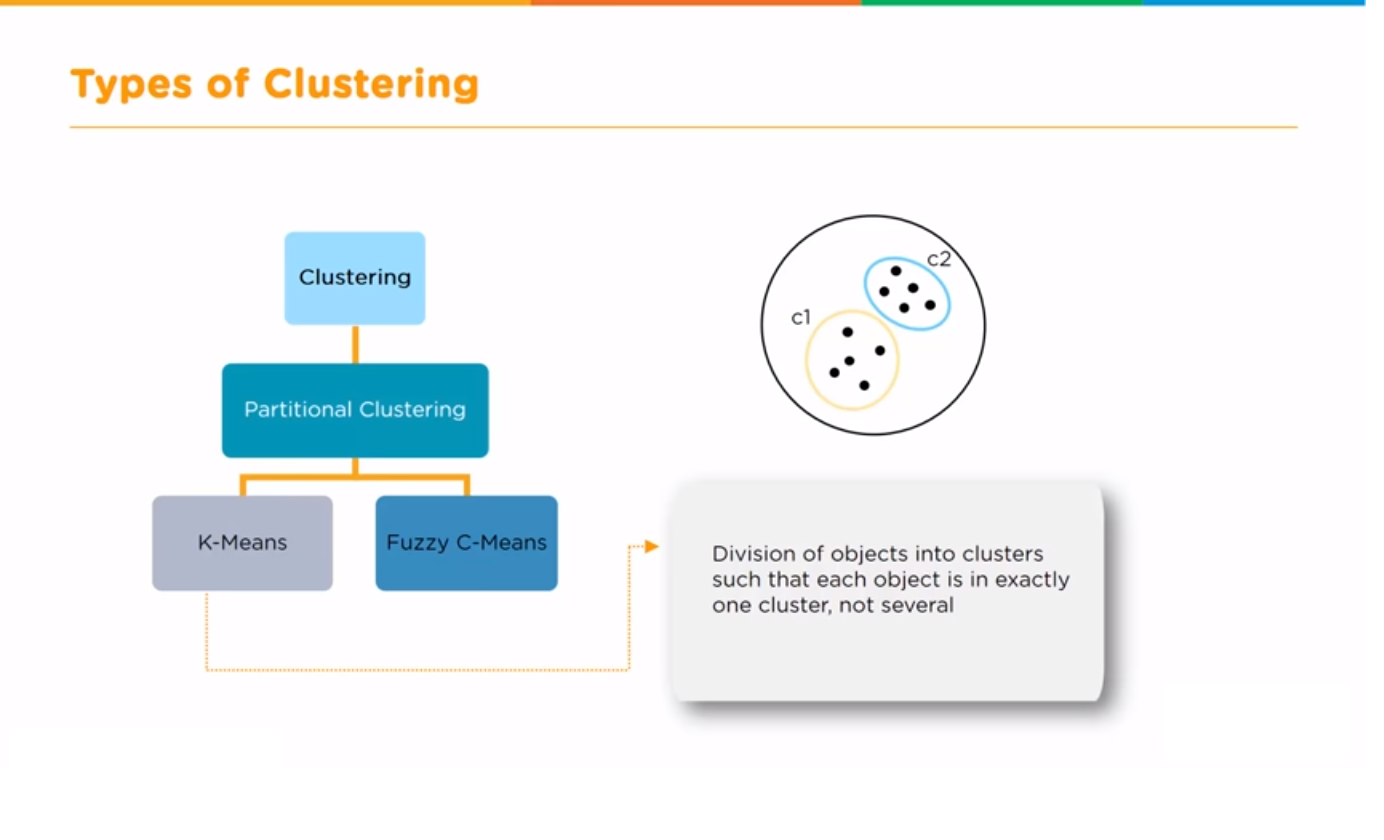 Types of Clustering
Clustering
Partitional Clustering
K-Means
Fuzzy C-Means
c2
c1
Division of objects into clusters
such that each object is in exactly
one cluster, not several